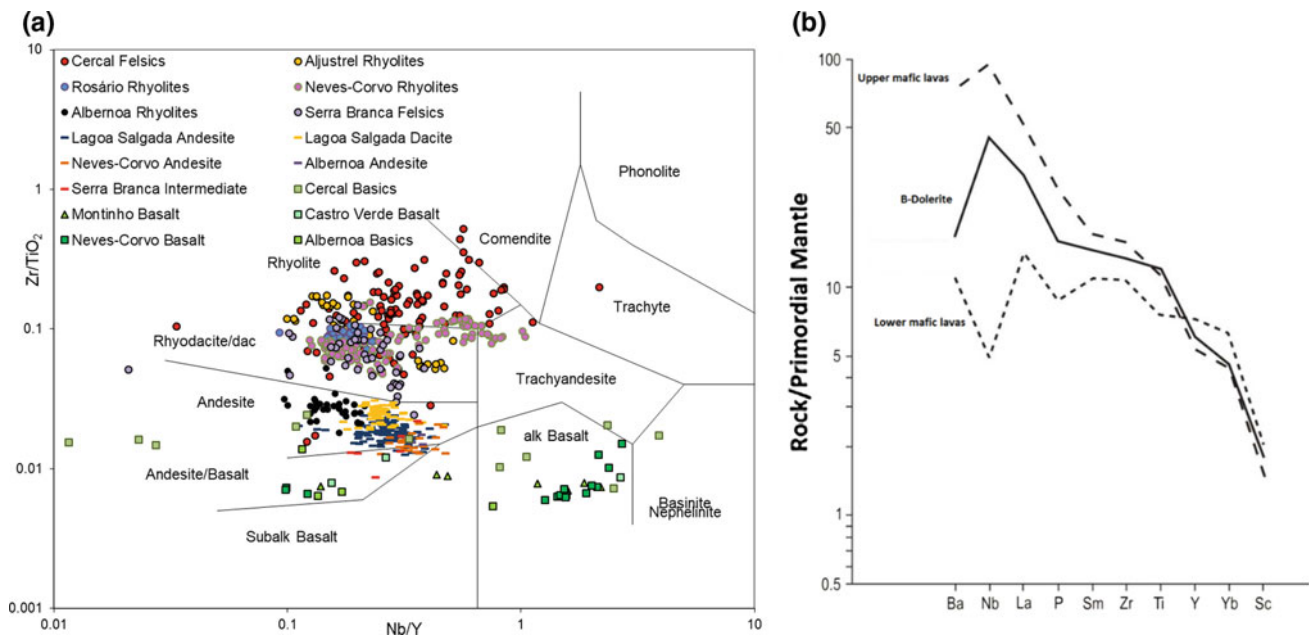 (a)
10
Cercal Felsics
Aljustrel Rhyolites
Rosário Rhyolites
Neves-Corvo Rhyolites
Albernoa Rhyolites
Serra Branca Felsics
Lagoa Salgada Andesite
Lagoa Salgada Dacite
Neves-Corvo Andesite
Albernoa Andesite
Serra Branca Intermediate
Cercal Basics
Montinho Basalt
Castro Verde Basalt
Neves-Corvo Basalt
Albernoa Basics
1
0.1
0.01
0.001
Zr/TiO2
Phonolite
Comendite
Rhyolite
Trachyte
Rhyodacite/dac
Trachyandesite
Andesite
alk Basalt
Andesite/Basalt
Basinite
Nephelinite
Subalk Basalt
0.01
0.1
1
10
Nb/Y
(b)
100
50
10
5
1
0.5
Rock/Primordial Mantle
Upper mafic lavas
B-Dolerite
Lower mafic lavas
Ba Nb La P Sm Zr Ti Y Yb Sc